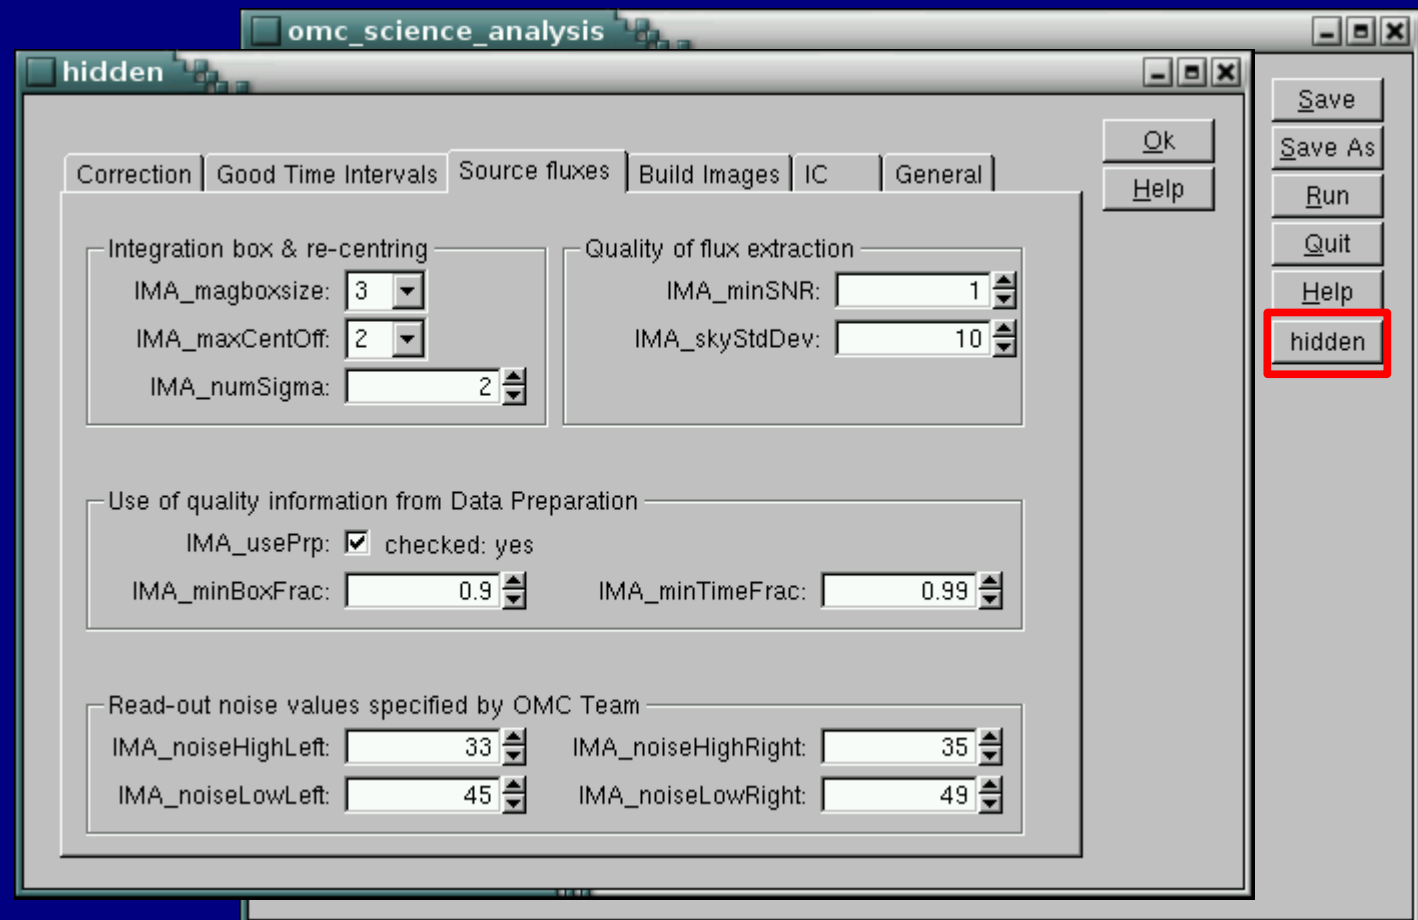 omc_science_analysis
hidden
Save
Save As
Run
Quit
Help
hidden
Ok
Help
Correction Good Time Intervals Source fluxes Build Images IC General
Integration box & re-centring
IMA_magboxsize: 3
IMA_maxCentOff: 2
IMA_numSigma: 2
Quality of flux extraction
IMA_minSNR: 1
IMA_skyStdDev: 10
Use of quality information from Data Preparation
IMA_usePrp: checked: yes
IMA_minBoxFrac: 0.9 IMA_minTimeFrac: 0.99
Read-out noise values specified by OMC Team
IMA_noiseHighLeft: 33 IMA_noiseHighRight: 35
IMA_noiseLowLeft: 45 IMA_noiseLowRight: 49